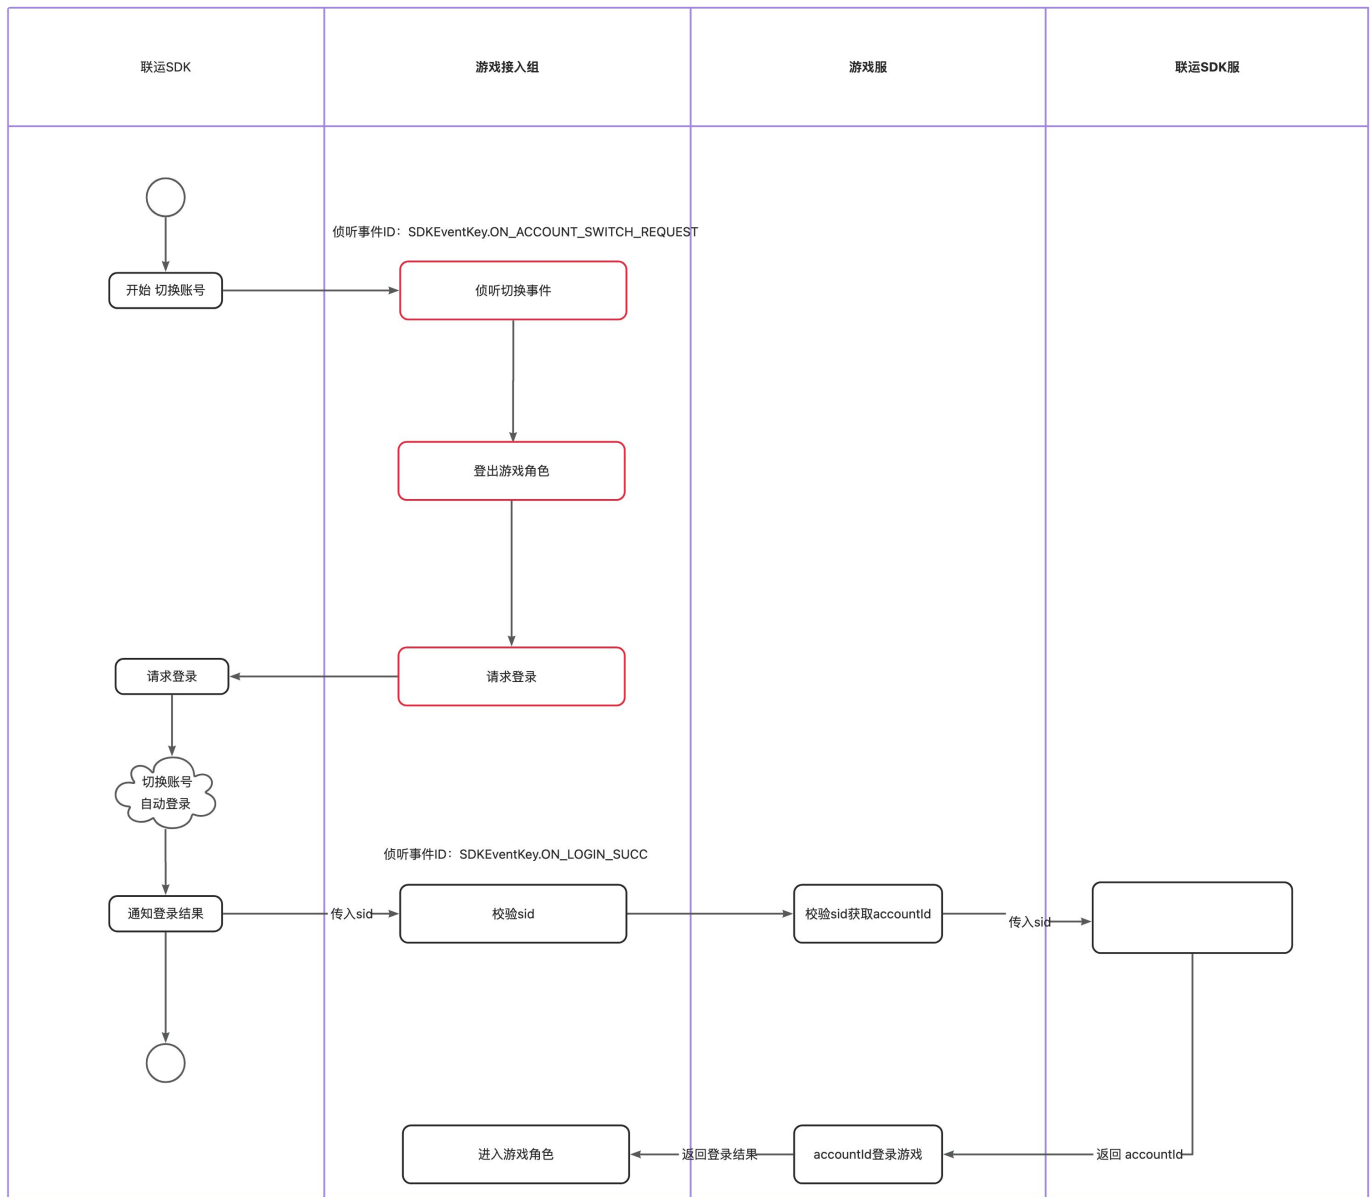 联运SDK
游戏接入组
游戏服
联运SDK服
侦听事件ID：SDKEventKey.ON_ACCOUNT_SWITCH_REQUEST
开始 切换账号
侦听切换事件
登出游戏角色
请求登录
请求登录
切换账号
自动登录
侦听事件ID：SDKEventKey.ON_LOGIN_SUCC
通知登录结果
传入sid
校验sid
校验sid获取accountId
传入sid
进入游戏角色
返回登录结果
accountId登录游戏
返回 accountId